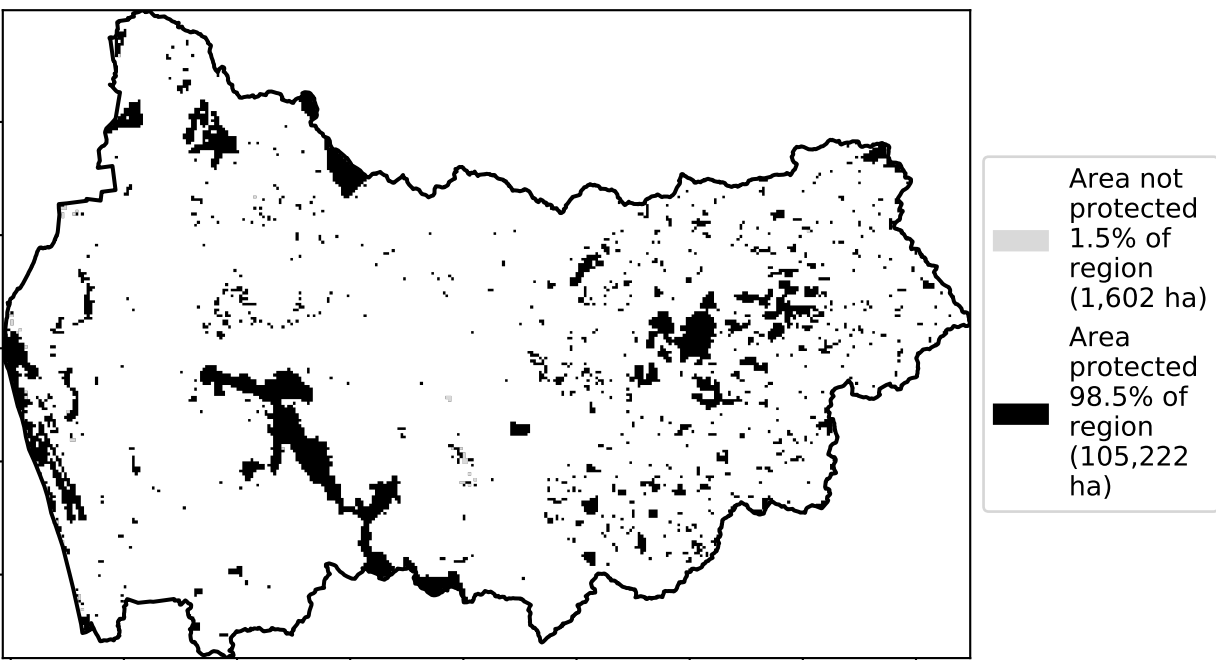 Area not
protected
1.5% of
region
(1,602 ha)
Area
protected
98.5% of
region
(105,222
ha)